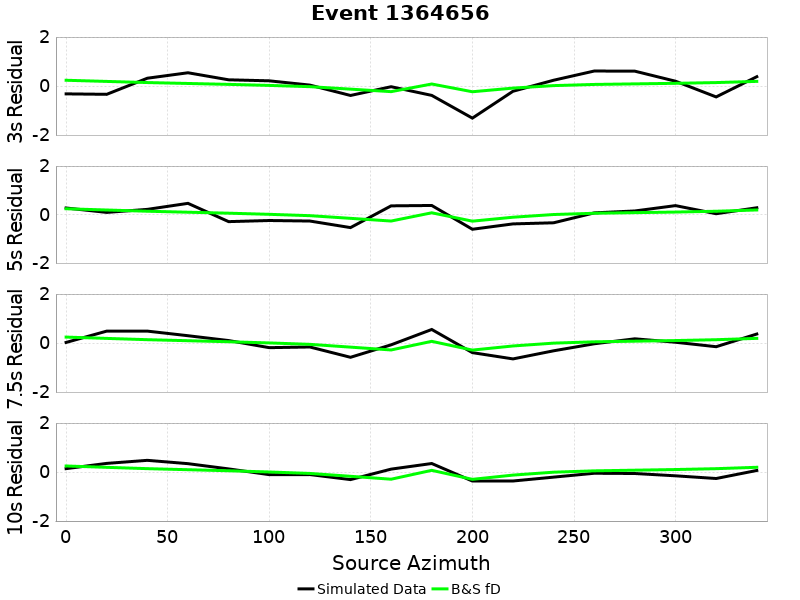 Event 1364656
3s Residual
2
0
-2
5s Residual
2
0
-2
7.5s Residual
2
0
-2
10s Residual
2
0
-2
0 50 100 150 200 250 300
Source Azimuth
Simulated Data B&S fD